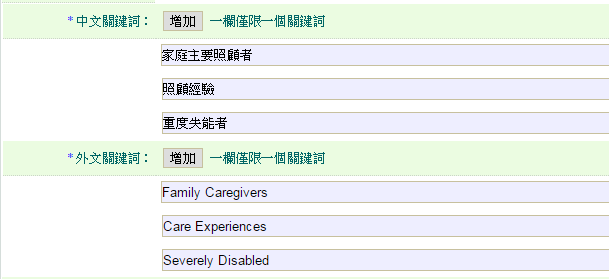 *中文關鍵詞： 增加 一欄僅限一個關鍵詞
家庭主要照顧者
照顧經驗
重度失能者
*外文關鍵詞： 增加 一欄僅限一個關鍵詞
Family Caregivers
Care Experiences
Severely Disabled